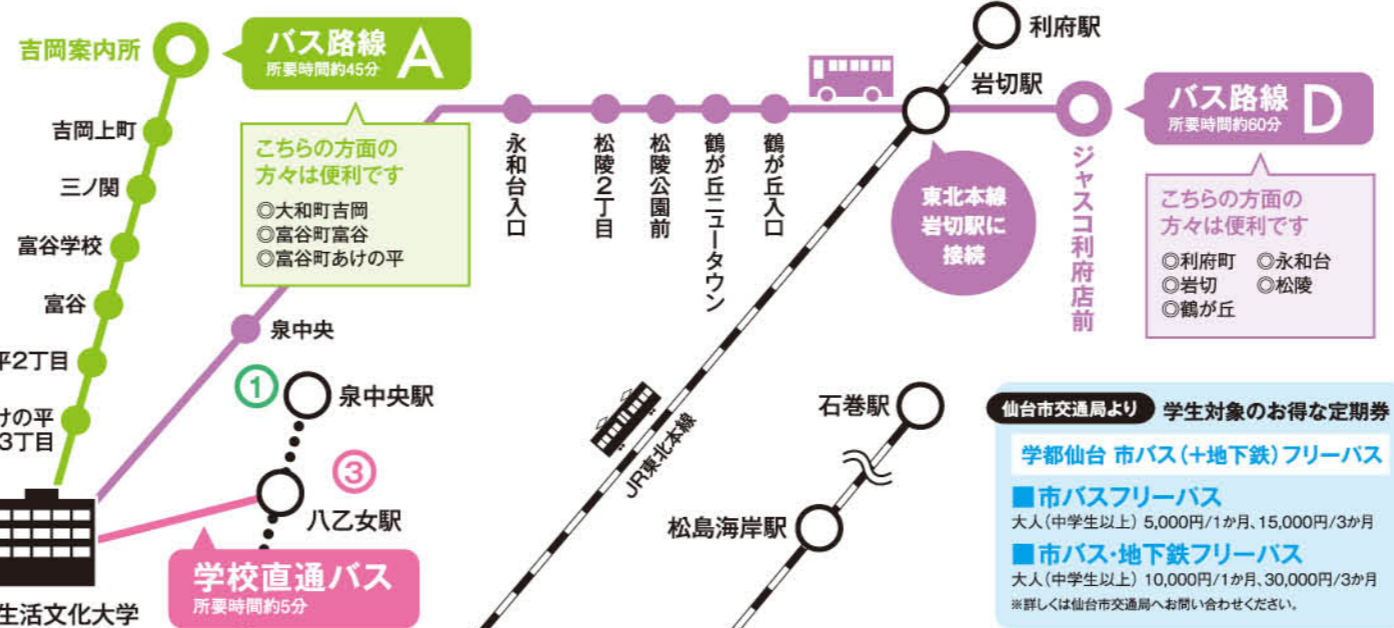 吉岡案内所
バス路線 A
所要時間約45分
こちらの方面の
方々は便利です
◎大和町吉岡
◎富谷町富谷
◎富谷町あけの平
吉岡上町
三ノ関
富谷学校
富谷
平2丁目
けの平
3丁目
生活文化大学
泉中央
① 泉中央駅
③
八乙女駅
学校直通バス
所要時間約5分
永和台入口
松陵2丁目
松陵公園前
鶴が丘ニュータウン
鶴が丘入口
利府駅
岩切駅
東北本線
岩切駅に
接続
JR東北本線
ジャスコ利府店前
バス路線 D
所要時間約60分
こちらの方面の
方々は便利です
◎利府町 ◎永和台
◎岩切 ◎松陵
◎鶴が丘
石巻駅
松島海岸駅
仙台市交通局より 学生対象のお得な定期券
学都仙台 市バス(+地下鉄)フリーパス
■市バスフリーパス
大人(中学生以上) 5,000円/1か月、15,000円/3か月
■市バス・地下鉄フリーパス
大人(中学生以上) 10,000円/1か月、30,000円/3か月
※詳しくは仙台市交通局へお問い合わせください。